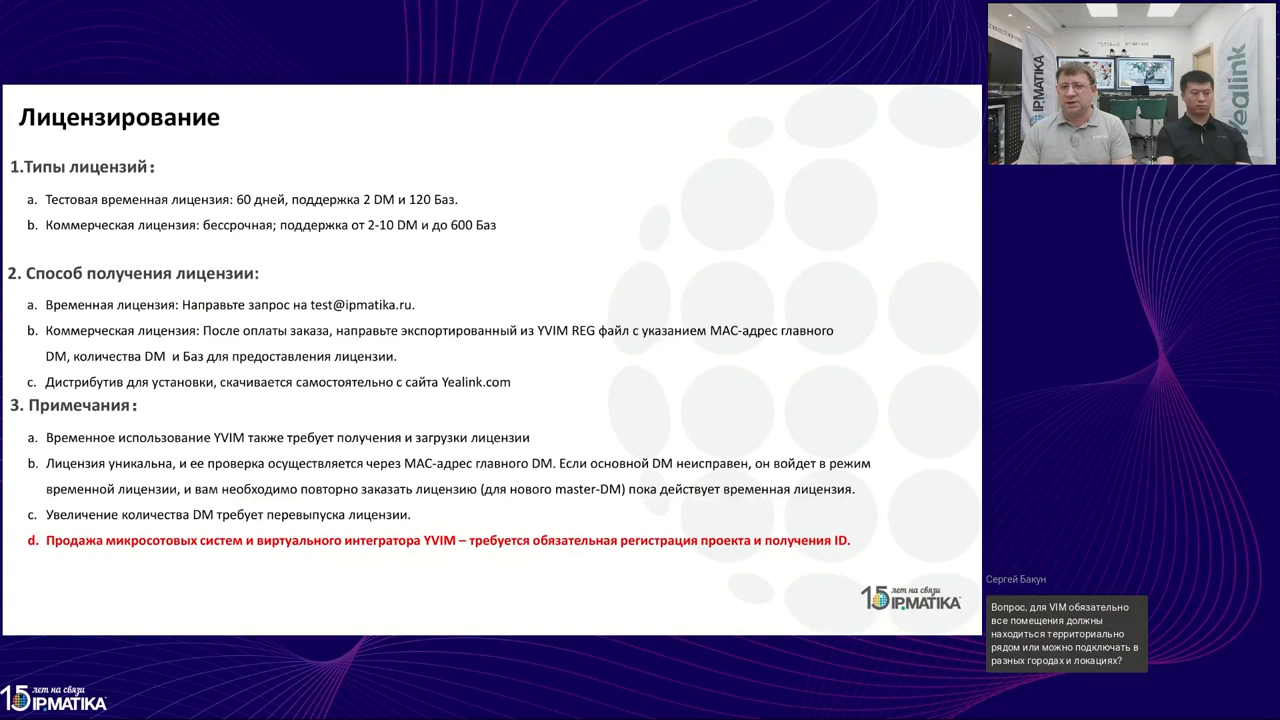 Лицензирование
1.Типы лицензий:
a. Тестовая временная лицензия: 60 дней, поддержка 2 DM и 120 Баз.
b. Коммерческая лицензия: бессрочная; поддержка от 2-10 DM и до 600 Баз
2. Способ получения лицензии:
a. Временная лицензия: Направьте запрос на test@ipmatika.ru.
b. Коммерческая лицензия: После оплаты заказа, направьте экспортированный из YVIM REG файл с указанием MAC-адрес главного
DM, количества DM и Баз для предоставления лицензии.
c. Дистрибутив для установки, скачивается самостоятельно с сайта Yealink.com
3. Примечания:
a. Временное использование YVIM также требует получения и загрузки лицензии
b. Лицензия уникальна, и ее проверка осуществляется через MAC-адрес главного DM. Если основной DM неисправен, он войдет в режим
временной лицензии, и вам необходимо повторно заказать лицензию (для нового master-DM) пока действует временная лицензия.
c. Увеличение количества DM требует перевыпуска лицензии.
d. Продажа микросотовых систем и виртуального интегратора YVIM – требуется обязательная регистрация проекта и получения ID.
15 лет на связи
IPMATIKA
IPMATIKA
Yealink
Сергей Бакун
Вопрос, для VIM обязательно
все помещения должны
находиться территориально
рядом или можно подключать в
разных городах и локациях?
15 лет на связи
IPMATIKA